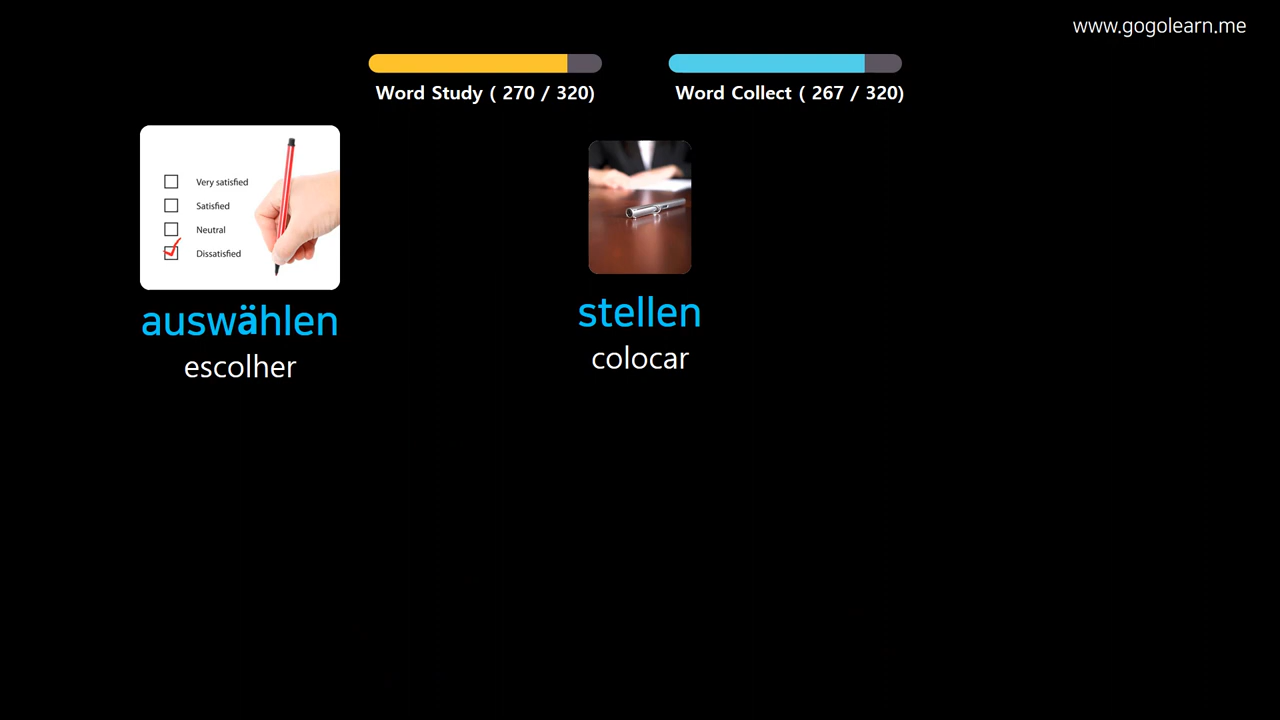 www.gogolearn.me
Word Study ( 270 / 320)
Word Collect ( 267 / 320)
Very satisfied
Satisfied
Neutral
Dissatisfied
auswählen
escolher
stellen
colocar